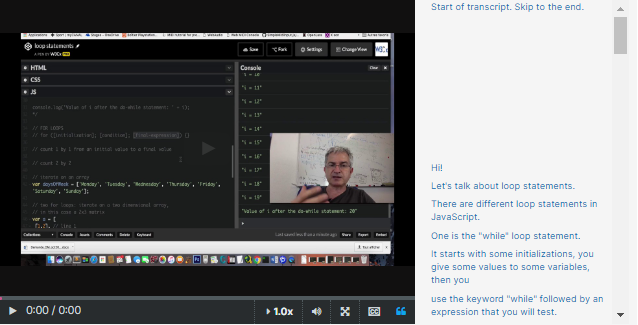 Start of transcript. Skip to the end.
loop statements
A PEN BY W3Cx
Save
Fork
Settings
Change View
HTML
CSS
JS
Console
Clear
"i = 10"
"i = 11"
"i = 12"
"i = 13"
"i = 14"
"i = 15"
"i = 16"
"i = 17"
"i = 18"
"i = 19"
"Value of i after the do-while statement: 20"
console.log("Value of i after the do-while statement: " + i);
*/
// FOR LOOPS
// for ([initialization]; [condition]; [final-expression]) {}
// count 1 by 1 from an initial value to a final value
// count 2 by 2
// iterate on an array
var daysOfWeek = ['Monday', 'Tuesday', 'Wednesday', 'Thursday', 'Friday',
'Saturday', 'Sunday'];
// two for loops: iterate on a two dimensional array,
// in this case a 2x2 matrix
var a = [
Collections
Console
Assets
Comments
Delete
Keyboard
Share
Export
Embed
Hi!
Let's talk about loop statements.
There are different loop statements in
JavaScript.
One is the "while" loop statement.
It starts with some initializations, you
give some values to some variables,
then you
use the keyword "while" followed by an
expression that you will test.
0:00 / 0:00
1.0x